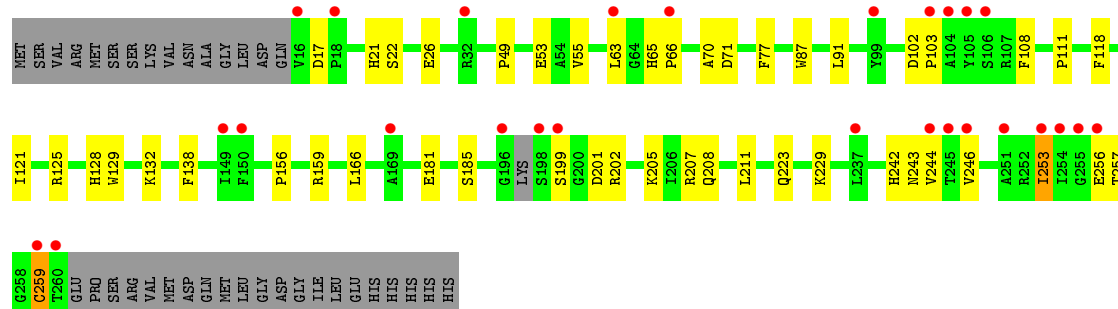 MET SER VAL ARG MET SER SER LYS VAL ASN ALA GLY LEU ASP GLN V16 D17 P18 H21 S22 E26 R32 P49 E53 A54 V55 L63 G64 H65 P66 A70 D71 F77 W87 L91 Y99 D102 P103 A104 Y105 S106 R107 F108 P111 F118
I121 R125 H128 W129 K132 F138 I149 F150 P156 R159 L166 A169 E181 S185 G196 LYS S198 S199 G200 D201 R202 K205 I206 R207 Q208 L211 Q223 K229 L237 H242 N243 V244 T245 V246 A251 R252 I253 I254 G255 E256 T257
G258 C259 T260 GLU PRO SER ARG VAL MET ASP GLN MET LEU GLY ASP GLY ILE LEU GLU HIS HIS HIS HIS HIS HIS